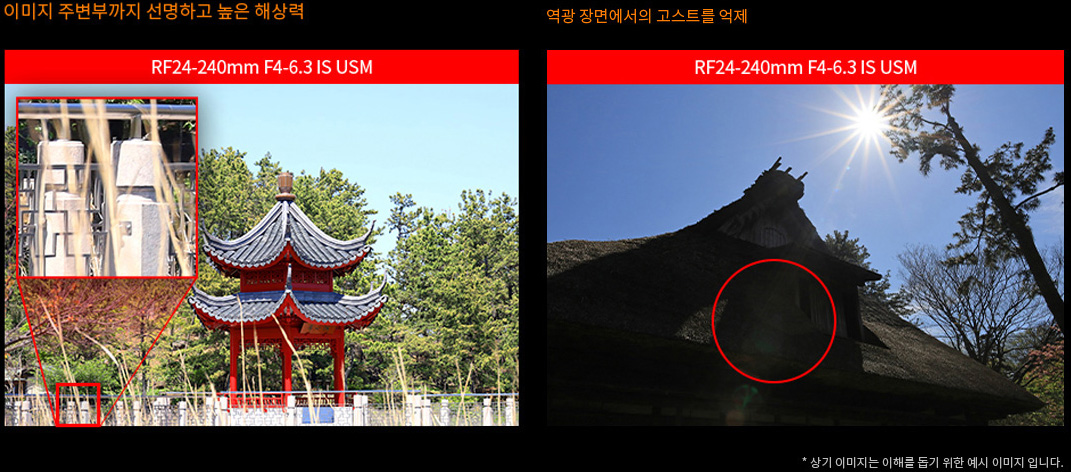 이미지 주변부까지 선명하고 높은 해상력
역광 장면에서의 고스트를 억제
RF24-240mm F4-6.3 IS USM
RF24-240mm F4-6.3 IS USM
* 상기 이미지는 이해를 돕기 위한 예시 이미지 입니다.